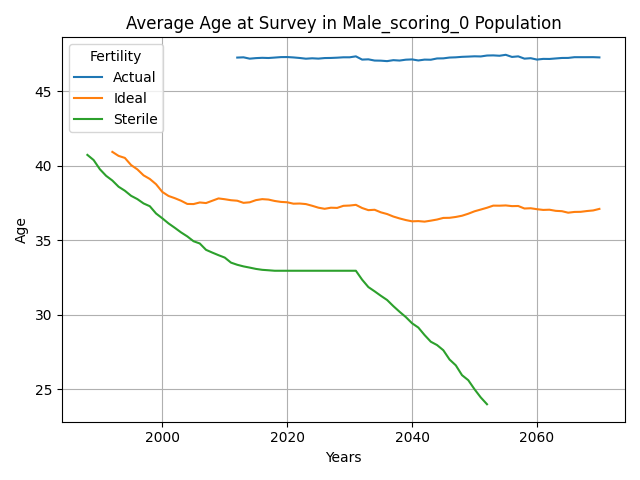 Average Age at Survey in Male_scoring_0 Population
Fertility
Actual
Ideal
Sterile
45
40
35
30
25
Age
2000 2020 2040 2060
Years